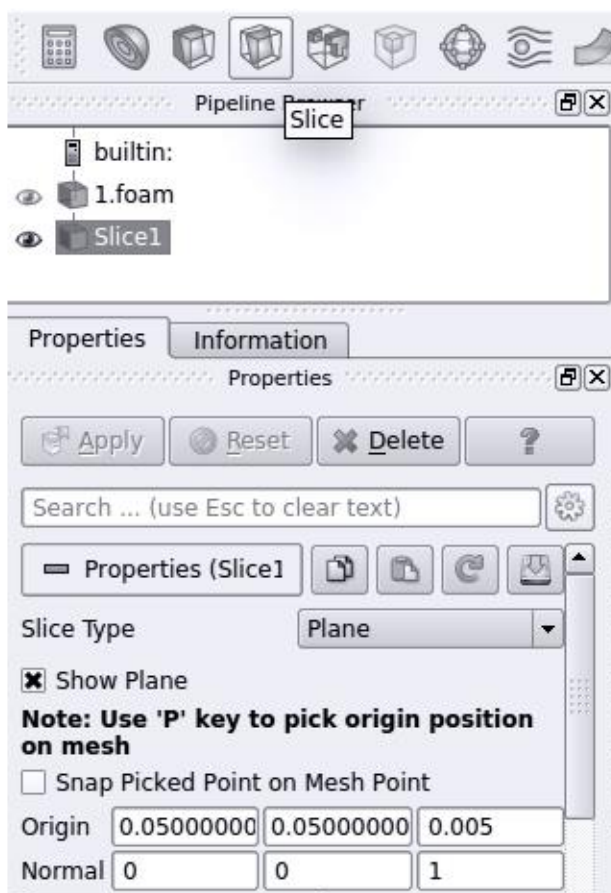 Pipeline Browser
Slice
builtin:
1.foam
Slice1
Properties
Information
Properties
Apply
Reset
Delete
?
Search ... (use Esc to clear text)
Properties (Slice1
Slice Type
Plane
Show Plane
Note: Use 'P' key to pick origin position
on mesh
Snap Picked Point on Mesh Point
Origin 0.05000000 0.05000000 0.005
Normal 0 0 1